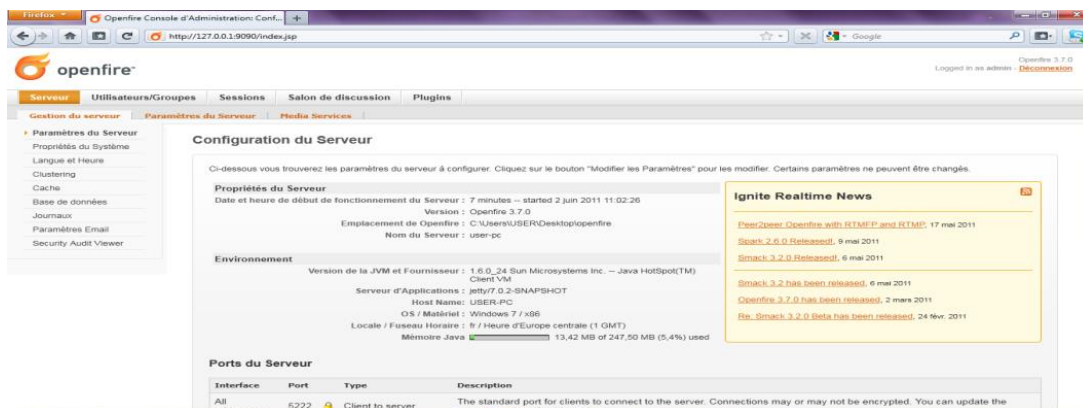 Firefox
Openfire Console d'Administration: Conf...
http://127.0.0.1:9090/index.jsp
Google
openfire
Openfire 3.7.0
Logged in as admin - Déconnexion
Serveur Utilisateurs/Groupes Sessions Salon de discussion Plugins
Gestion du serveur Paramètres du Serveur Media Services
Paramètres du Serveur
Propriétés du Système
Langue et Heure
Clustering
Cache
Base de données
Journaux
Paramètres Email
Security Audit Viewer
Configuration du Serveur
Ci-dessous vous trouverez les paramètres du serveur à configurer. Cliquez sur le bouton "Modifier les Paramètres" pour les modifier. Certains paramètres ne peuvent être changés.
Propriétés du Serveur
Date et heure de début de fonctionnement du Serveur : 7 minutes -- started 2 juin 2011 11:02:26
Version : Openfire 3.7.0
Emplacement de Openfire : C:\Users\USER\Desktop\openfire
Nom du Serveur : user-pc
Environnement
Version de la JVM et Fournisseur : 1.6.0_24 Sun Microsystems Inc. -- Java HotSpot(TM)
Client VM
Serveur d'Applications : jetty/7.0.2-SNAPSHOT
Host Name: USER-PC
OS / Matériel : Windows 7 / x86
Locale / Fuseau Horaire : fr / Heure d'Europe centrale (1 GMT)
Mémoire Java 13,42 MB of 247,50 MB (5,4%) used
Ignite Realtime News
Peer2peer Openfire with RTMFP and RTMP, 17 mai 2011
Spark 2.6.0 Released!, 9 mai 2011
Smack 3.2.0 Released!, 6 mai 2011
Smack 3.2 has been released, 6 mai 2011
Openfire 3.7.0 has been released, 2 mars 2011
Re: Smack 3.2.0 Beta has been released, 24 févr. 2011
Ports du Serveur
Interface Port Type Description
All 5222 Client to server The standard port for clients to connect to the server. Connections may or may not be encrypted. You can update the